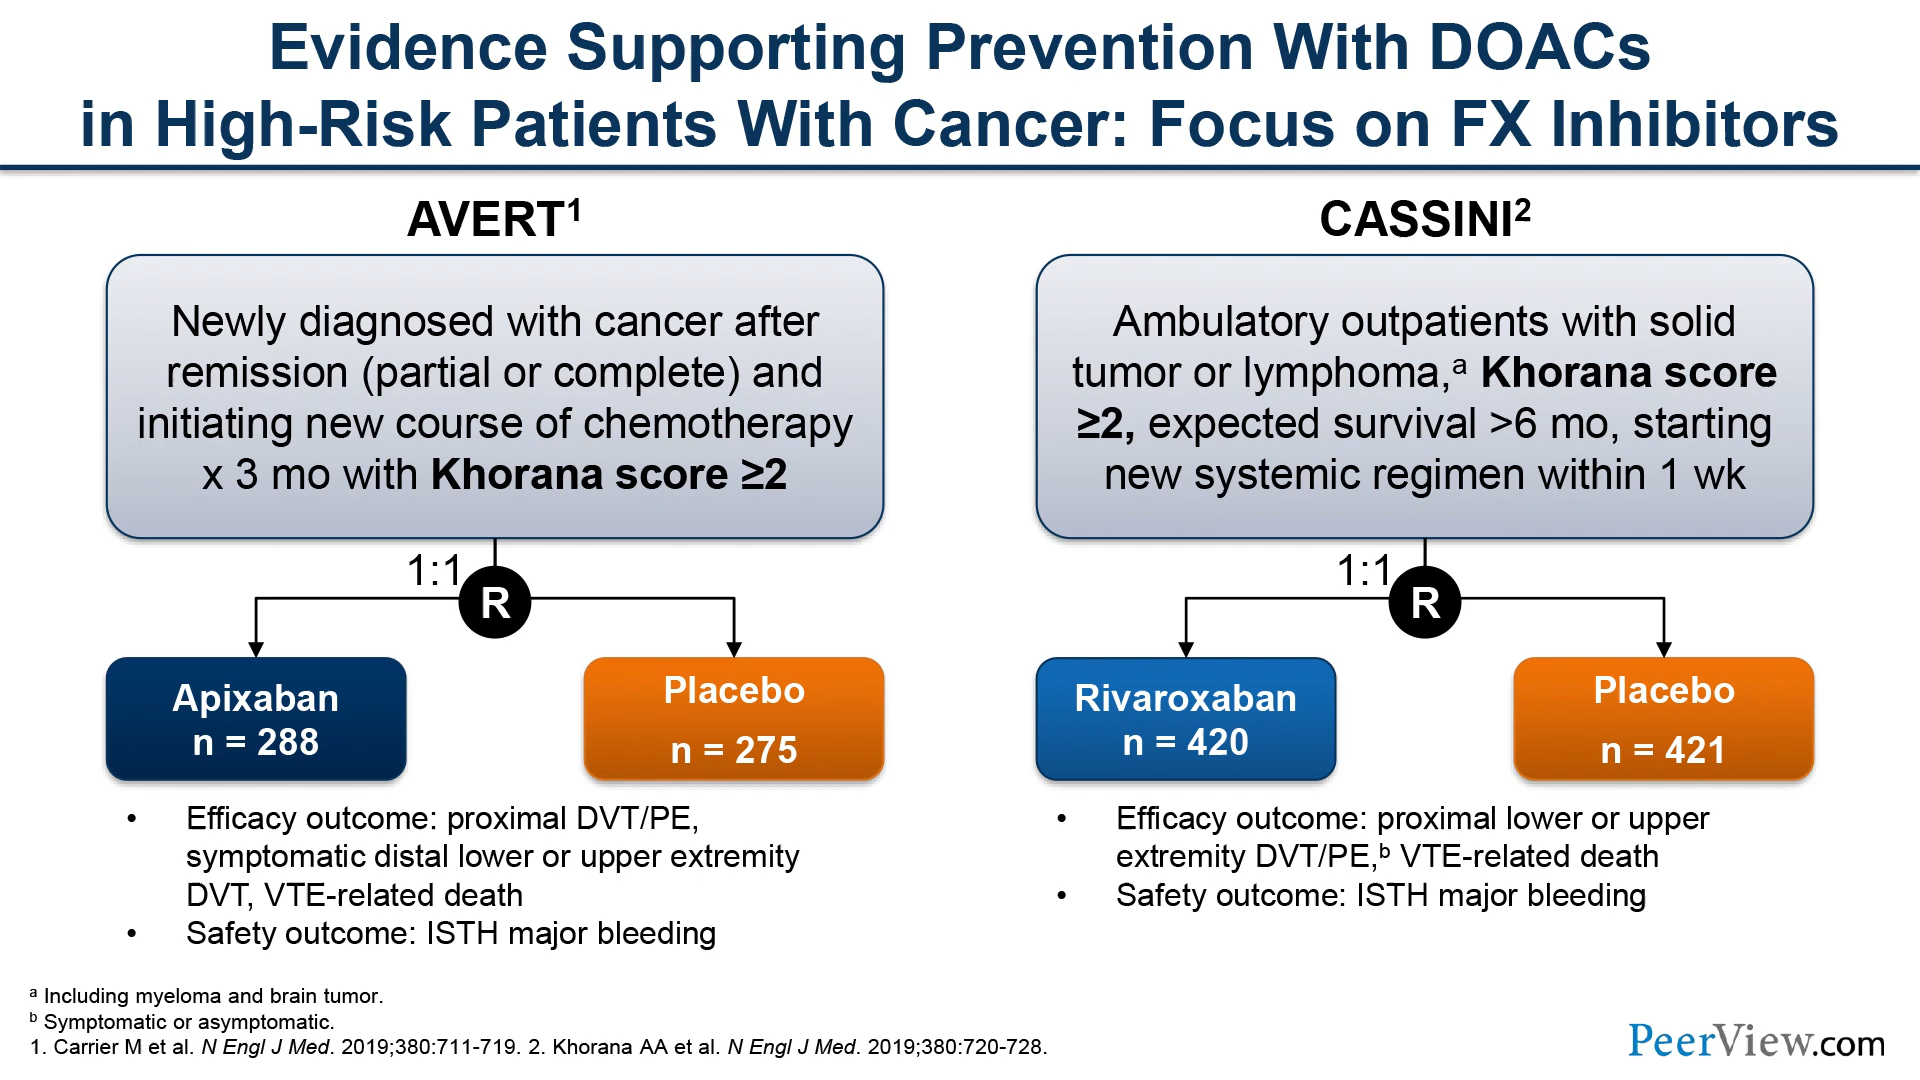 Evidence Supporting Prevention With DOACs
in High-Risk Patients With Cancer: Focus on FX Inhibitors
AVERT¹
Newly diagnosed with cancer after
remission (partial or complete) and
initiating new course of chemotherapy
x 3 mo with Khorana score ≥2
1:1
R
Apixaban
n = 288
Placebo
n = 275
• Efficacy outcome: proximal DVT/PE,
symptomatic distal lower or upper extremity
DVT, VTE-related death
• Safety outcome: ISTH major bleeding
CASSINI²
Ambulatory outpatients with solid
tumor or lymphoma,ᵃ Khorana score
≥2, expected survival >6 mo, starting
new systemic regimen within 1 wk
1:1
R
Rivaroxaban
n = 420
Placebo
n = 421
• Efficacy outcome: proximal lower or upper
extremity DVT/PE,ᵇ VTE-related death
• Safety outcome: ISTH major bleeding
ᵃ Including myeloma and brain tumor.
ᵇ Symptomatic or asymptomatic.
1. Carrier M et al. N Engl J Med. 2019;380:711-719. 2. Khorana AA et al. N Engl J Med. 2019;380:720-728.
PeerView.com